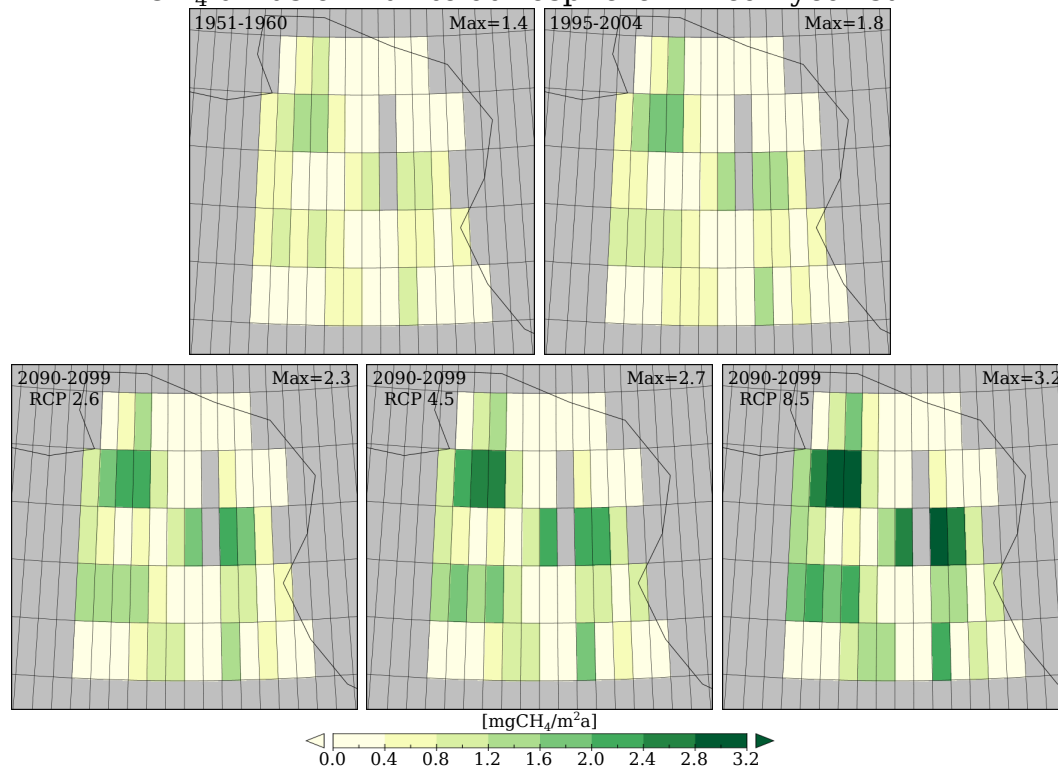 1951-1960 Max=1.4
1995-2004 Max=1.8
2090-2099 Max=2.3
RCP 2.6
2090-2099 Max=2.7
RCP 4.5
2090-2099 Max=3.2
RCP 8.5
[mgCH₄/m²a]
0.0 0.4 0.8 1.2 1.6 2.0 2.4 2.8 3.2